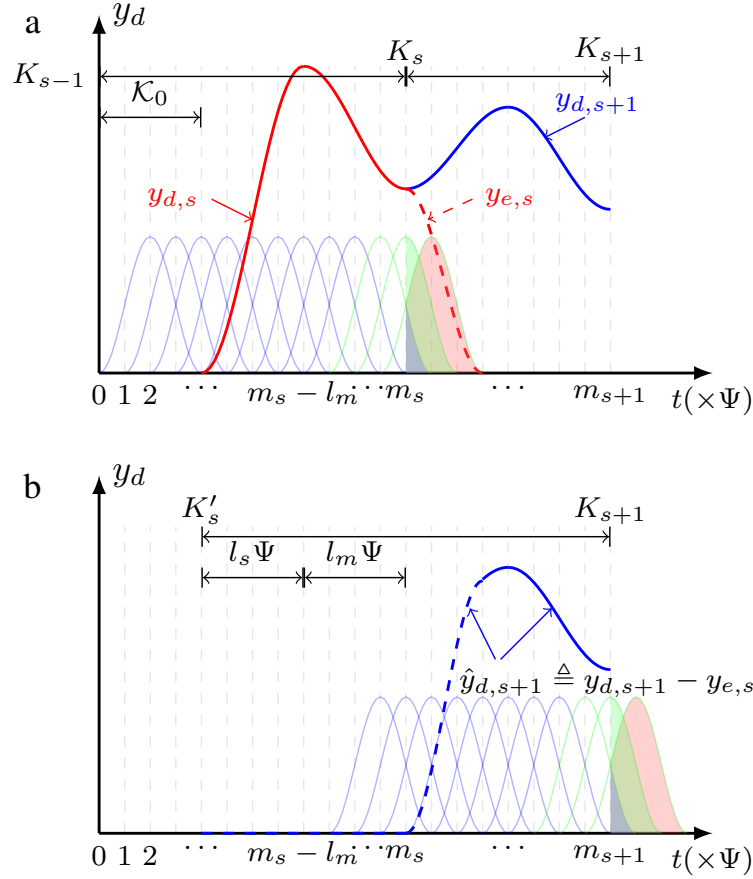 a
y_d
K_{s-1}
K_s
K_{s+1}
𝒦_0
y_{d,s+1}
y_{d,s}
y_{e,s}
0 1 2 ··· m_s − l_m ··· m_s ··· m_{s+1} t(×Ψ)
b
y_d
K'_s
K_{s+1}
l_sΨ l_mΨ
ŷ_{d,s+1} ≜ y_{d,s+1} − y_{e,s}
0 1 2 ··· m_s − l_m ··· m_s ··· m_{s+1} t(×Ψ)